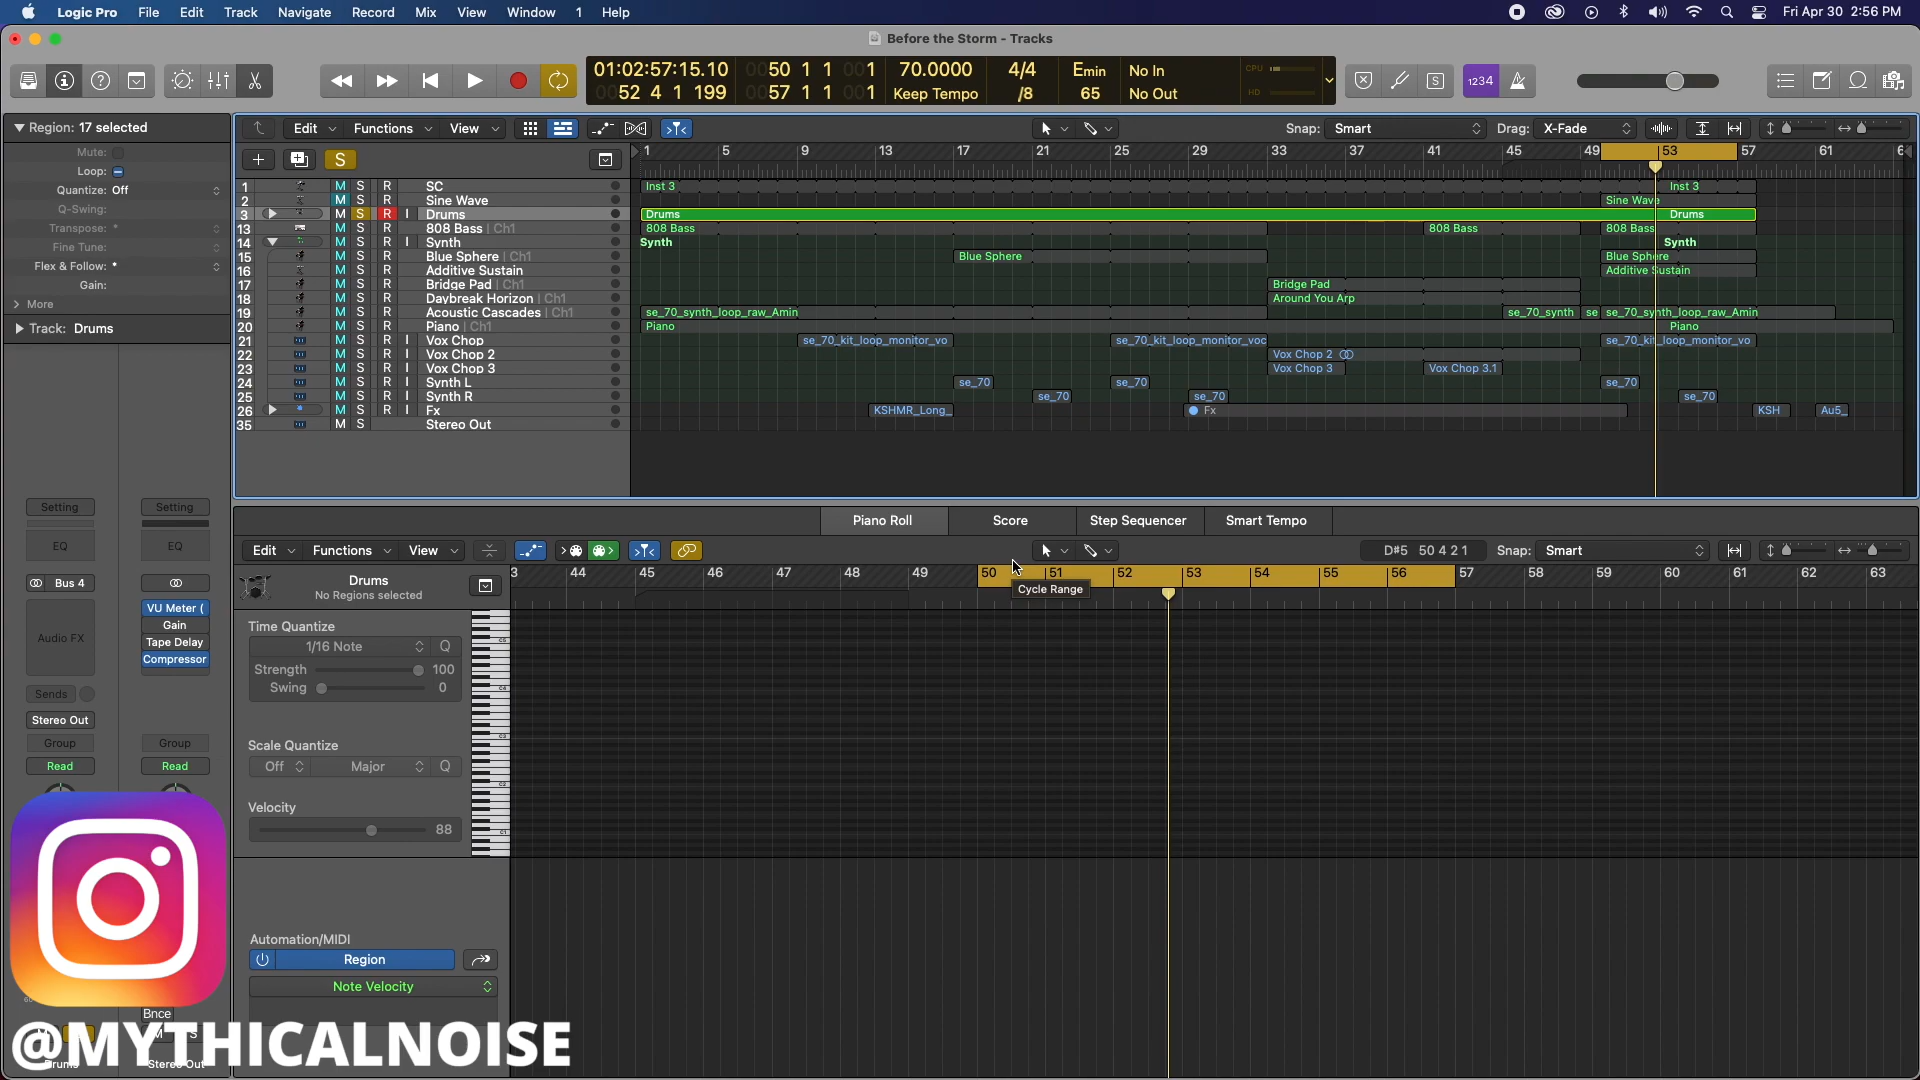 Logic Pro File Edit Track Navigate Record Mix View Window 1 Help Fri Apr 30 2:56 PM
Before the Storm - Tracks
01:02:57:15.10 0050 1 1 001 70.0000 4/4 Emin No In CPU
0052 4 1 199 0057 1 1 001 Keep Tempo /8 65 No Out HD
S 1234
Region: 17 selected
Edit Functions View Snap: Smart Drag: X-Fade
Mute:
Loop:
Quantize: Off
Q-Swing:
Transpose:
Fine Tune:
Flex & Follow:
Gain:
More
Track: Drums
S
1 5 9 13 17 21 25 29 33 37 41 45 49 53 57 61
1 M S R SC Inst 3 Inst 3
2 M S R Sine Wave Sine Wave
3 M S R I Drums Drums Drums
13 M S R 808 Bass | Ch1 808 Bass 808 Bass 808 Bass
14 M S R I Synth Synth Synth
15 M S R Blue Sphere | Ch1 Blue Sphere Blue Sphere
16 M S R Additive Sustain Additive Sustain
17 M S R Bridge Pad | Ch1 Bridge Pad
18 M S R Daybreak Horizon | Ch1 Around You Arp
19 M S R Acoustic Cascades | Ch1 se_70_synth_loop_raw_Amin se_70_synth se se_70_synth_loop_raw_Amin
20 M S R Piano | Ch1 Piano Piano
21 M S R I Vox Chop se_70_kit_loop_monitor_vo se_70_kit_loop_monitor_voc se_70_kit_loop_monitor_vo
22 M S R I Vox Chop 2 Vox Chop 2
23 M S R I Vox Chop 3 Vox Chop 3 Vox Chop 3.1
24 M S R I Synth L se_70 se_70 se_70
25 M S R I Synth R se_70 se_70 se_70
26 M S R I Fx KSHMR_Long_ Fx KSH Au5_
35 M S Stereo Out
Piano Roll Score Step Sequencer Smart Tempo
Edit Functions View D#5 50 4 2 1 Snap: Smart
3 44 45 46 47 48 49 50 51 52 53 54 55 56 57 58 59 60 61 62 63
Cycle Range
Drums
No Regions selected
Time Quantize
1/16 Note Q
Strength 100
Swing 0
Scale Quantize
Off Major Q
Velocity
88
Automation/MIDI
Region
Note Velocity
C5
C4
C3
C2
C1
Setting Setting
EQ EQ
Bus 4
Audio FX
VU Meter (
Gain
Tape Delay
Compressor
Sends
Stereo Out
Group Group
Read Read
Bnce
M S
@MYTHICALNOISE
Drums Stereo Out